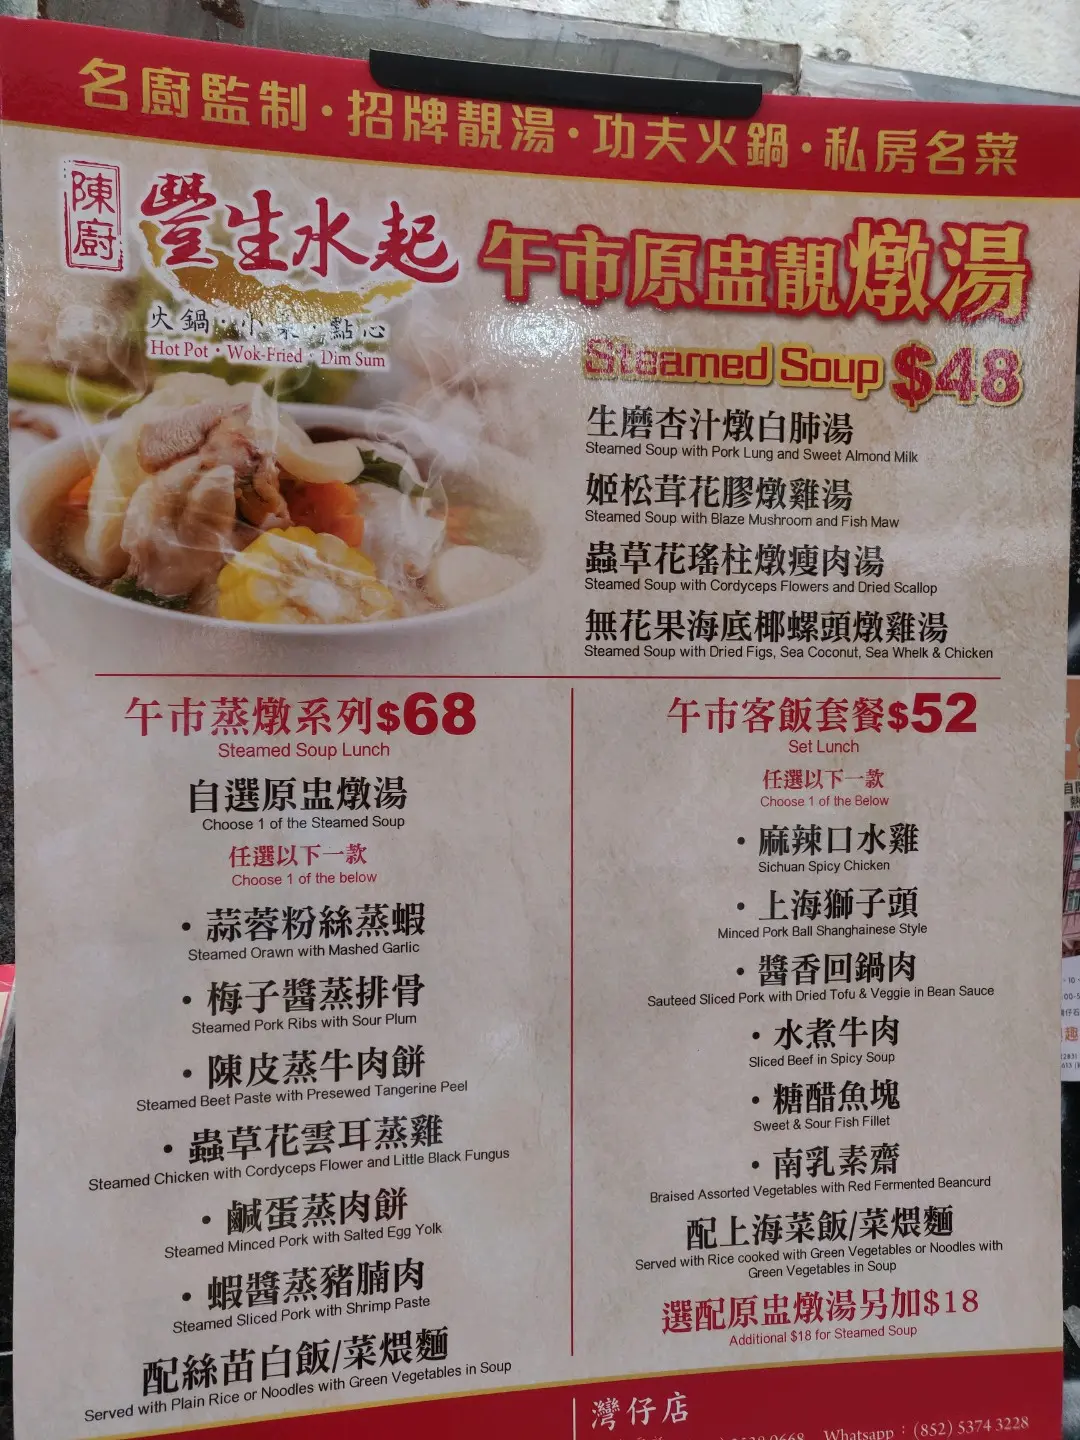 名廚監制·招牌靚湯·功夫火鍋·私房名菜
陳廚
豐生水起
火鍋·小菜·點心
Hot Pot · Wok-Fried · Dim Sum
午市原盅靚燉湯
Steamed Soup $48
生磨杏汁燉白肺湯
Steamed Soup with Pork Lung and Sweet Almond Milk
姬松茸花膠燉雞湯
Steamed Soup with Blaze Mushroom and Fish Maw
蟲草花瑤柱燉瘦肉湯
Steamed Soup with Cordyceps Flowers and Dried Scallop
無花果海底椰螺頭燉雞湯
Steamed Soup with Dried Figs, Sea Coconut, Sea Whelk & Chicken
午市蒸燉系列$68
Steamed Soup Lunch
自選原盅燉湯
Choose 1 of the Steamed Soup
任選以下一款
Choose 1 of the below
· 蒜蓉粉絲蒸蝦
Steamed Orawn with Mashed Garlic
· 梅子醬蒸排骨
Steamed Pork Ribs with Sour Plum
· 陳皮蒸牛肉餅
Steamed Beet Paste with Presewed Tangerine Peel
· 蟲草花雲耳蒸雞
Steamed Chicken with Cordyceps Flower and Little Black Fungus
· 鹹蛋蒸肉餅
Steamed Minced Pork with Salted Egg Yolk
· 蝦醬蒸豬腩肉
Steamed Sliced Pork with Shrimp Paste
配絲苗白飯/菜煨麵
Served with Plain Rice or Noodles with Green Vegetables in Soup
午市客飯套餐$52
Set Lunch
任選以下一款
Choose 1 of the Below
· 麻辣口水雞
Sichuan Spicy Chicken
· 上海獅子頭
Minced Pork Ball Shanghainese Style
· 醬香回鍋肉
Sauteed Sliced Pork with Dried Tofu & Veggie in Bean Sauce
· 水煮牛肉
Sliced Beef in Spicy Soup
· 糖醋魚塊
Sweet & Sour Fish Fillet
· 南乳素齋
Braised Assorted Vegetables with Red Fermented Beancurd
配上海菜飯/菜煨麵
Served with Rice cooked with Green Vegetables or Noodles with
Green Vegetables in Soup
選配原盅燉湯另加$18
Additional $18 for Steamed Soup
灣仔店
Whatsapp : (852) 5374 3228